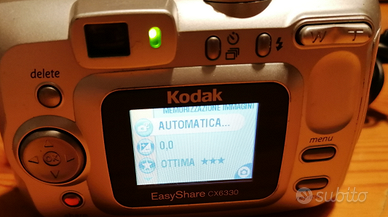 W T
delete
Kodak
MEMORIZZAZIONE IMMAGINI
AUTOMATICA...
0,0
OTTIMA ★★★
menu
EasyShare CX6330
subito